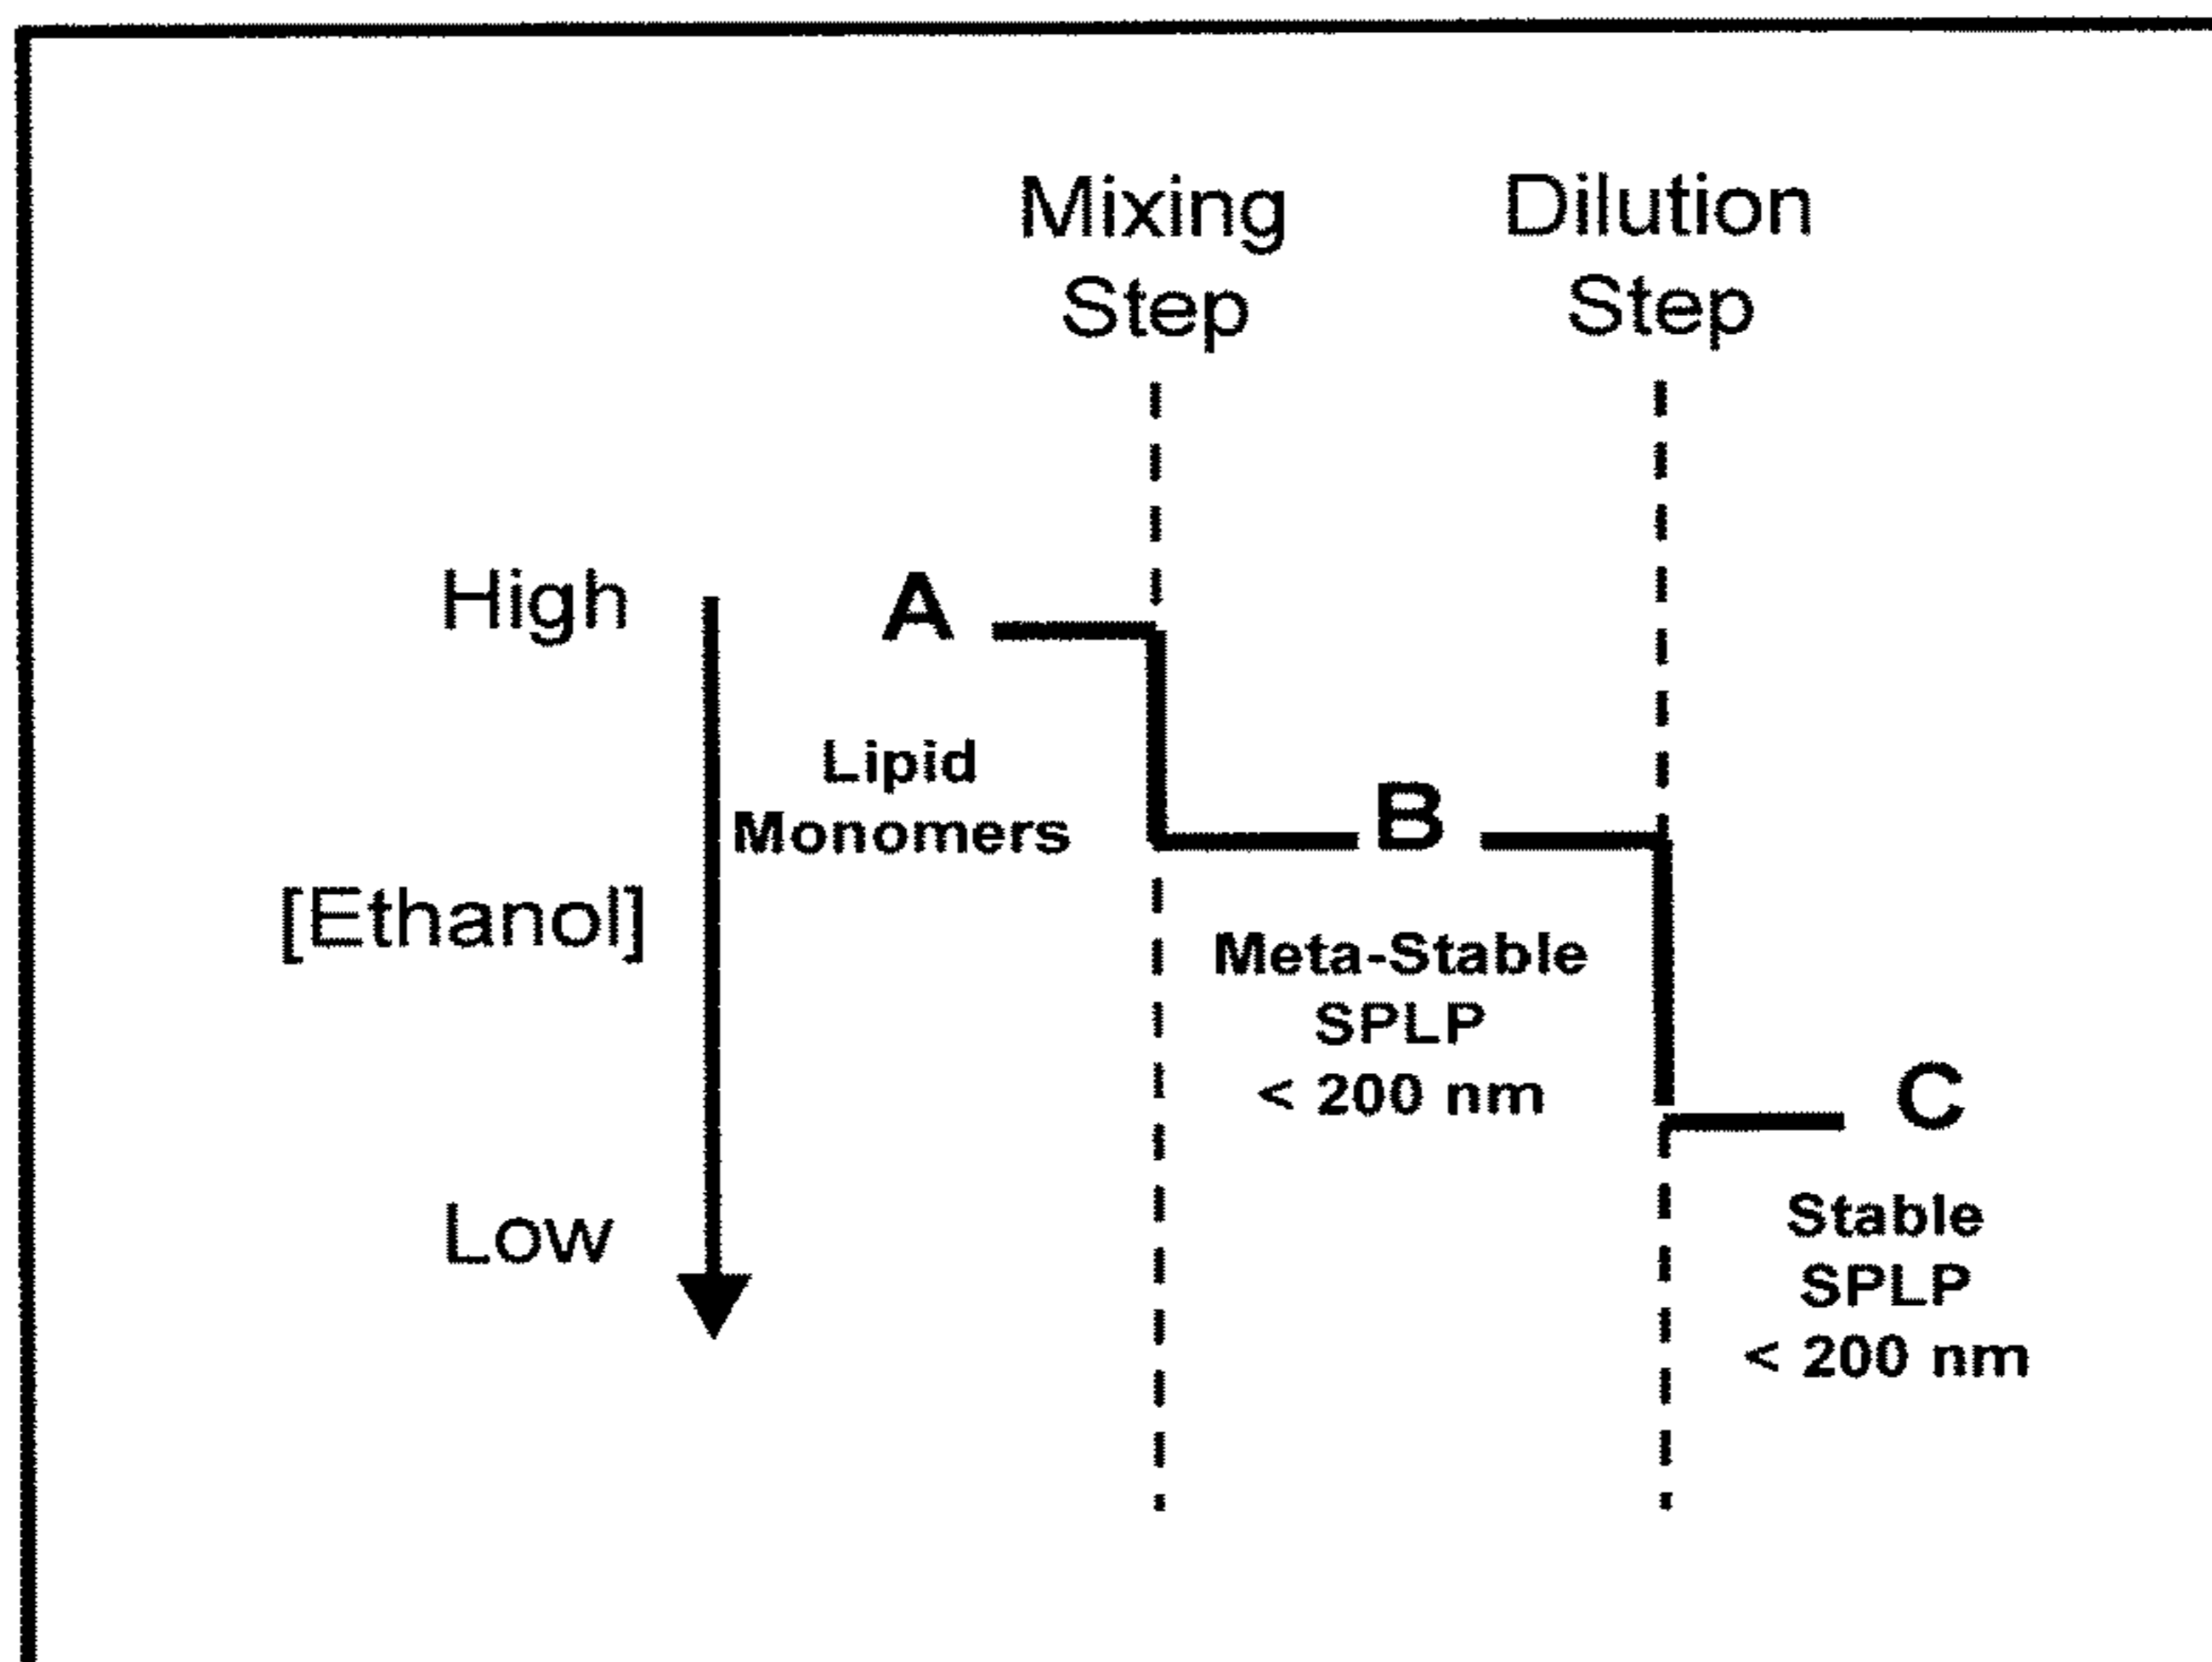 Mixing
Step
Dilution
Step
High
A
Lipid
Monomers
[Ethanol]
B
Meta-Stable
SPLP
< 200 nm
Low
C
Stable
SPLP
< 200 nm